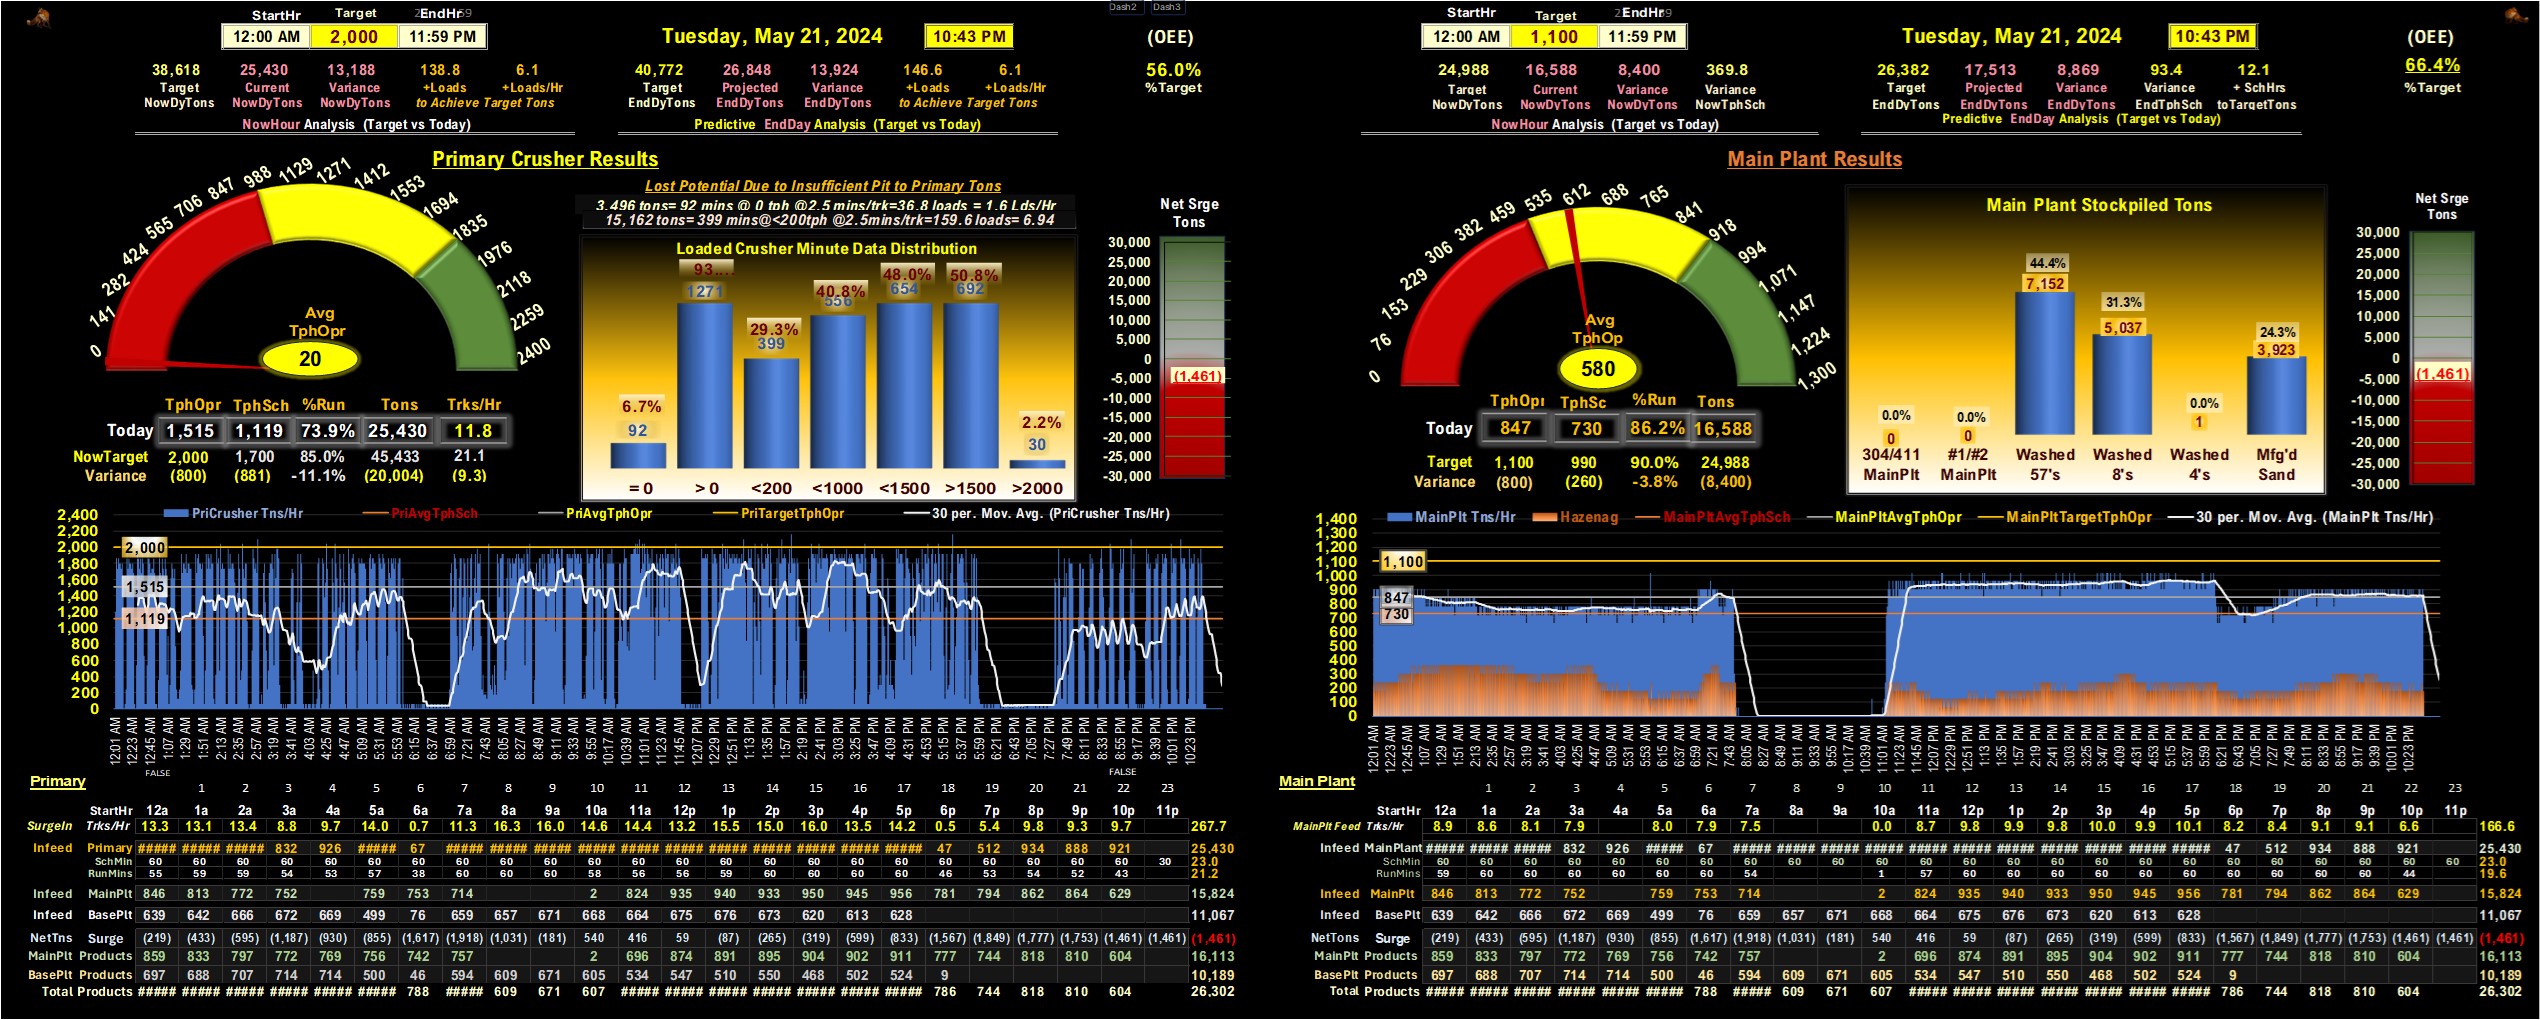 Dash2 Dash3
StartHr Target EndHr
12:00 AM 2,000 11:59 PM
Tuesday, May 21, 2024 10:43 PM
(OEE)
56.0%
%Target
38,618 25,430 13,188 138.8 6.1
Target Current Variance +Loads +Loads/Hr
NowDyTons NowDyTons NowDyTons to Achieve Target Tons
NowHour Analysis (Target vs Today)
40,772 26,848 13,924 146.6 6.1
Target Projected Variance +Loads +Loads/Hr
EndDyTons EndDyTons EndDyTons to Achieve Target Tons
Predictive EndDay Analysis (Target vs Today)
Primary Crusher Results
0 141 282 424 565 706 847 988 1129 1271 1412 1553 1694 1835 1976 2118 2259 2400
Avg
TphOpr
20
TphOpr TphSch %Run Tons Trks/Hr
Today 1,515 1,119 73.9% 25,430 11.8
NowTarget 2,000 1,700 85.0% 45,433 21.1
Variance (800) (881) -11.1% (20,004) (9.3)
Lost Potential Due to Insufficient Pit to Primary Tons
3,496 tons= 92 mins @ 0 tph @2.5 mins/trk=36.8 loads = 1.6 Lds/Hr
15,162 tons= 399 mins@<200tph @2.5mins/trk=159.6 loads= 6.94
Loaded Crusher Minute Data Distribution
6.7% 93.... 29.3% 40.8% 48.0% 50.8% 2.2%
92 1271 399 556 654 692 30
= 0 > 0 <200 <1000 <1500 >1500 >2000
Net Srge
Tons
30,000
25,000
20,000
15,000
10,000
5,000
0
-5,000
-10,000
-15,000
-20,000
-25,000
-30,000
(1,461)
PriCrusher Tns/Hr PriAvgTphSch PriAvgTphOpr PriTargetTphOpr 30 per. Mov. Avg. (PriCrusher Tns/Hr)
2,400
2,200
2,000
1,800
1,600
1,400
1,200
1,000
800
600
400
200
0
2,000
1,515
1,119
12:01 AM 12:23 AM 12:45 AM 1:07 AM 1:29 AM 1:51 AM 2:13 AM 2:35 AM 2:57 AM 3:19 AM 3:41 AM 4:03 AM 4:25 AM 4:47 AM 5:09 AM 5:31 AM 5:53 AM 6:15 AM 6:37 AM 6:59 AM 7:21 AM 7:43 AM 8:05 AM 8:27 AM 8:49 AM 9:11 AM 9:33 AM 9:55 AM 10:17 AM 10:39 AM 11:01 AM 11:23 AM 11:45 AM 12:07 PM 12:29 PM 12:51 PM 1:13 PM 1:35 PM 1:57 PM 2:19 PM 2:41 PM 3:03 PM 3:25 PM 3:47 PM 4:09 PM 4:31 PM 4:53 PM 5:15 PM 5:37 PM 5:59 PM 6:21 PM 6:43 PM 7:05 PM 7:27 PM 7:49 PM 8:11 PM 8:33 PM 8:55 PM 9:17 PM 9:39 PM 10:01 PM 10:23 PM
FALSE FALSE
Primary
1 2 3 4 5 6 7 8 9 10 11 12 13 14 15 16 17 18 19 20 21 22 23
StartHr 12a 1a 2a 3a 4a 5a 6a 7a 8a 9a 10a 11a 12p 1p 2p 3p 4p 5p 6p 7p 8p 9p 10p 11p
SurgeIn Trks/Hr 13.3 13.1 13.4 8.8 9.7 14.0 0.7 11.3 16.3 16.0 14.6 14.4 13.2 15.5 15.0 16.0 13.5 14.2 0.5 5.4 9.8 9.3 9.7 267.7
Infeed Primary ##### ##### ##### 832 926 ##### 67 ##### ##### ##### ##### ##### ##### ##### ##### ##### ##### ##### 47 512 934 888 921 25,430
SchMin 60 60 60 60 60 60 60 60 60 60 60 60 60 60 60 60 60 60 60 60 60 60 60 30 23.0
RunMins 55 59 59 54 53 57 38 60 60 60 58 56 56 59 60 60 60 60 46 53 54 52 43 21.2
Infeed MainPlt 846 813 772 752 759 753 714 2 824 935 940 933 950 945 956 781 794 862 864 629 15,824
Infeed BasePlt 639 642 666 672 669 499 76 659 657 671 668 664 675 676 673 620 613 628 11,067
NetTns Surge (219) (433) (595) (1,187) (930) (855) (1,617) (1,918) (1,031) (181) 540 416 59 (87) (265) (319) (599) (833) (1,567) (1,849) (1,777) (1,753) (1,461) (1,461) (1,461)
MainPlt Products 859 833 797 772 769 756 742 757 2 696 874 891 895 904 902 911 777 744 818 810 604 16,113
BasePlt Products 697 688 707 714 714 500 46 594 609 671 605 534 547 510 550 468 502 524 9 10,189
Total Products ##### ##### ##### ##### ##### ##### 788 ##### 609 671 607 ##### ##### ##### ##### ##### ##### ##### 786 744 818 810 604 26,302
StartHr Target EndHr
12:00 AM 1,100 11:59 PM
Tuesday, May 21, 2024 10:43 PM
(OEE)
66.4%
%Target
24,988 16,588 8,400 369.8
Target Current Variance Variance
NowDyTons NowDyTons NowDyTons NowTphSch
NowHour Analysis (Target vs Today)
26,382 17,513 8,869 93.4 12.1
Target Projected Variance Variance + SchHrs
EndDyTons EndDyTons EndDyTons EndTphSch toTargetTons
Predictive EndDay Analysis (Target vs Today)
Main Plant Results
0 76 153 229 306 382 459 535 612 688 765 841 918 994 1,071 1,147 1,224 1,300
Avg
TphOp
580
TphOpr TphSc %Run Tons
Today 847 730 86.2% 16,588
Target 1,100 990 90.0% 24,988
Variance (800) (260) -3.8% (8,400)
Main Plant Stockpiled Tons
0.0% 0.0% 44.4% 31.3% 0.0% 24.3%
0 0 7,152 5,037 1 3,923
304/411 #1/#2 Washed Washed Washed Mfg'd
MainPlt MainPlt 57's 8's 4's Sand
Net Srge
Tons
30,000
25,000
20,000
15,000
10,000
5,000
0
-5,000
-10,000
-15,000
-20,000
-25,000
-30,000
(1,461)
MainPlt Tns/Hr Hazenag MainPltAvgTphSch MainPltAvgTphOpr MainPltTargetTphOpr 30 per. Mov. Avg. (MainPlt Tns/Hr)
1,400
1,300
1,200
1,100
1,000
900
800
700
600
500
400
300
200
100
0
1,100
847
730
12:01 AM 12:23 AM 12:45 AM 1:07 AM 1:29 AM 1:51 AM 2:13 AM 2:35 AM 2:57 AM 3:19 AM 3:41 AM 4:03 AM 4:25 AM 4:47 AM 5:09 AM 5:31 AM 5:53 AM 6:15 AM 6:37 AM 6:59 AM 7:21 AM 7:43 AM 8:05 AM 8:27 AM 8:49 AM 9:11 AM 9:33 AM 9:55 AM 10:17 AM 10:39 AM 11:01 AM 11:23 AM 11:45 AM 12:07 PM 12:29 PM 12:51 PM 1:13 PM 1:35 PM 1:57 PM 2:19 PM 2:41 PM 3:03 PM 3:25 PM 3:47 PM 4:09 PM 4:31 PM 4:53 PM 5:15 PM 5:37 PM 5:59 PM 6:21 PM 6:43 PM 7:05 PM 7:27 PM 7:49 PM 8:11 PM 8:33 PM 8:55 PM 9:17 PM 9:39 PM 10:01 PM 10:23 PM
Main Plant
1 2 3 4 5 6 7 8 9 10 11 12 13 14 15 16 17 18 19 20 21 22 23
StartHr 12a 1a 2a 3a 4a 5a 6a 7a 8a 9a 10a 11a 12p 1p 2p 3p 4p 5p 6p 7p 8p 9p 10p 11p
MainPlt Feed Trks/Hr 8.9 8.6 8.1 7.9 8.0 7.9 7.5 0.0 8.7 9.8 9.9 9.8 10.0 9.9 10.1 8.2 8.4 9.1 9.1 6.6 166.6
Infeed MainPlant ##### ##### ##### 832 926 ##### 67 ##### ##### ##### ##### ##### ##### ##### ##### ##### ##### ##### 47 512 934 888 921 25,430
SchMin 60 60 60 60 60 60 60 60 60 60 60 60 60 60 60 60 60 60 60 60 60 60 60 60 23.0
RunMins 59 60 60 60 60 60 54 1 57 60 60 60 60 60 60 60 60 60 60 44 19.6
Infeed MainPlt 846 813 772 752 759 753 714 2 824 935 940 933 950 945 956 781 794 862 864 629 15,824
Infeed BasePlt 639 642 666 672 669 499 76 659 657 671 668 664 675 676 673 620 613 628 11,067
NetTons Surge (219) (433) (595) (1,187) (930) (855) (1,617) (1,918) (1,031) (181) 540 416 59 (87) (265) (319) (599) (833) (1,567) (1,849) (1,777) (1,753) (1,461) (1,461) (1,461)
MainPlt Products 859 833 797 772 769 756 742 757 2 696 874 891 895 904 902 911 777 744 818 810 604 16,113
BasePlt Products 697 688 707 714 714 500 46 594 609 671 605 534 547 510 550 468 502 524 9 10,189
Total Products ##### ##### ##### ##### ##### ##### 788 ##### 609 671 607 ##### ##### ##### ##### ##### ##### ##### 786 744 818 810 604 26,302